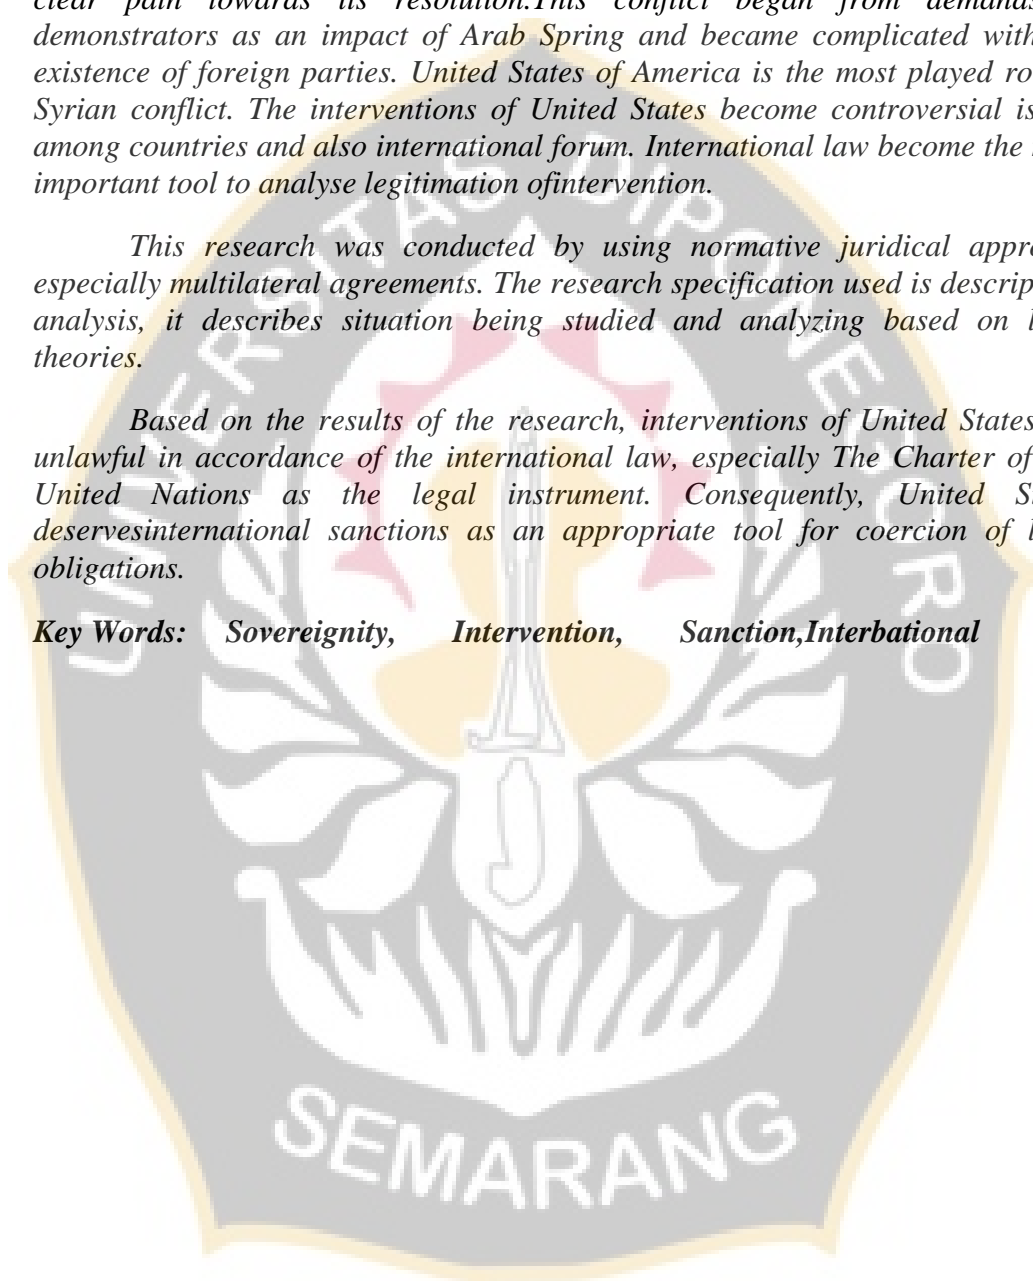 clear path towards its resolution.This conflict began from demands
demonstrators as an impact of Arab Spring and became complicated with
existence of foreign parties. United States of America is the most played ro
Syrian conflict. The interventions of United States become controversial is
among countries and also international forum. International law become the
important tool to analyse legitimation ofintervention.
This research was conducted by using normative juridical appr
especially multilateral agreements. The research specification used is descrip
analysis, it describes situation being studied and analyzing based on l
theories.
Based on the results of the research, interventions of United States
unlawful in accordance of the international law, especially The Charter of
United Nations as the legal instrument. Consequently, United S
deservesinternational sanctions as an appropriate tool for coercion of l
obligations.
Key Words: Sovereignity, Intervention, Sanction,Interbational
UNIVERSITAS DIPONEGORO
SEMARANG